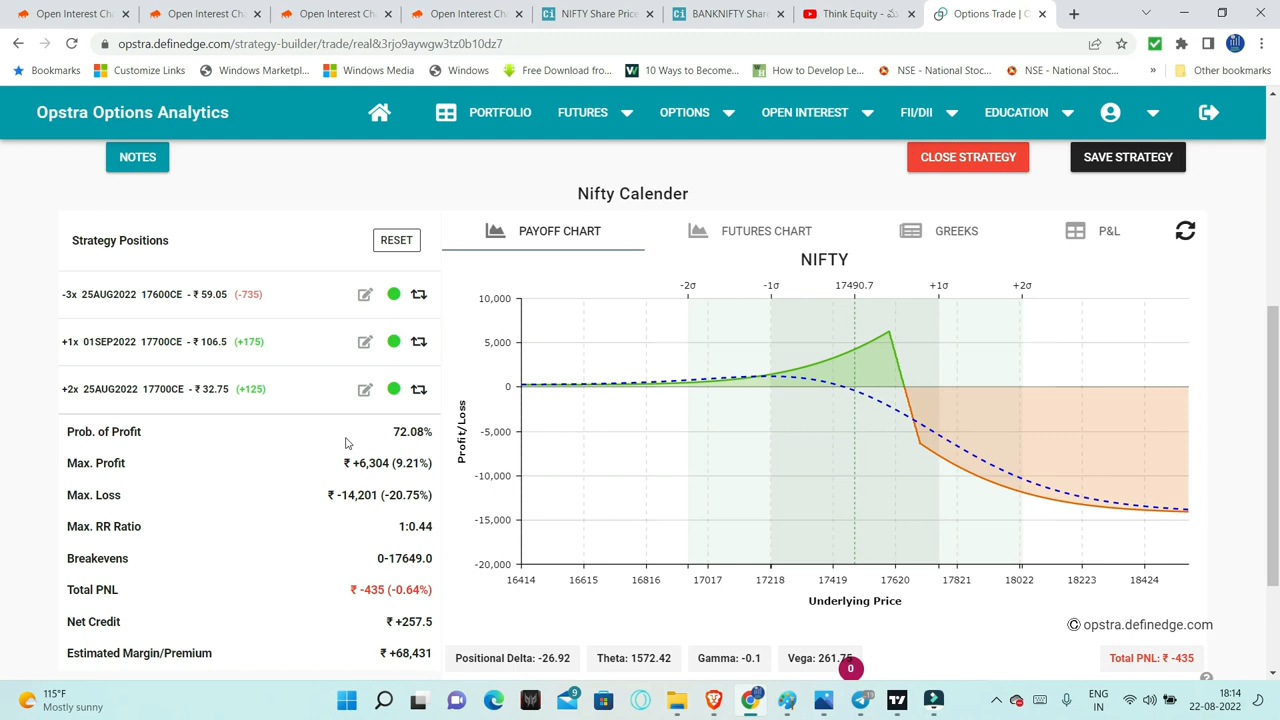 Open Interest Ch
Open Interest Ch
Open Interest Ch
Open Interest Ch
NIFTY Share Pric
BANKNIFTY Share
Think Equity -
Options Trade | O
opstra.definedge.com/strategy-builder/trade/real&3rjo9aywgw3tz0b10dz7
Bookmarks
Customize Links
Windows Marketpl...
Windows Media
Windows
Free Download fro...
10 Ways to Become...
How to Develop Le...
NSE - National Stoc...
NSE - National Stoc...
»
Other bookmarks
Opstra Options Analytics
PORTFOLIO
FUTURES
OPTIONS
OPEN INTEREST
FII/DII
EDUCATION
NOTES
CLOSE STRATEGY
SAVE STRATEGY
Nifty Calender
Strategy Positions
RESET
-3x 25AUG2022 17600CE - ₹ 59.05 (-735)
+1x 01SEP2022 17700CE - ₹ 106.5 (+175)
+2x 25AUG2022 17700CE - ₹ 32.75 (+125)
Prob. of Profit 72.08%
Max. Profit ₹ +6,304 (9.21%)
Max. Loss ₹ -14,201 (-20.75%)
Max. RR Ratio 1:0.44
Breakevens 0-17649.0
Total PNL ₹ -435 (-0.64%)
Net Credit ₹ +257.5
Estimated Margin/Premium ₹ +68,431
PAYOFF CHART
FUTURES CHART
GREEKS
P&L
NIFTY
-2σ -1σ 17490.7 +1σ +2σ
10,000
5,000
0
-5,000
-10,000
-15,000
-20,000
Profit/Loss
16414 16615 16816 17017 17218 17419 17620 17821 18022 18223 18424
Underlying Price
© opstra.definedge.com
Positional Delta: -26.92
Theta: 1572.42
Gamma: -0.1
Vega: 261.75
Total PNL: ₹ -435
0
?
115°F
Mostly sunny
9
ENG
IN
18:14
22-08-2022